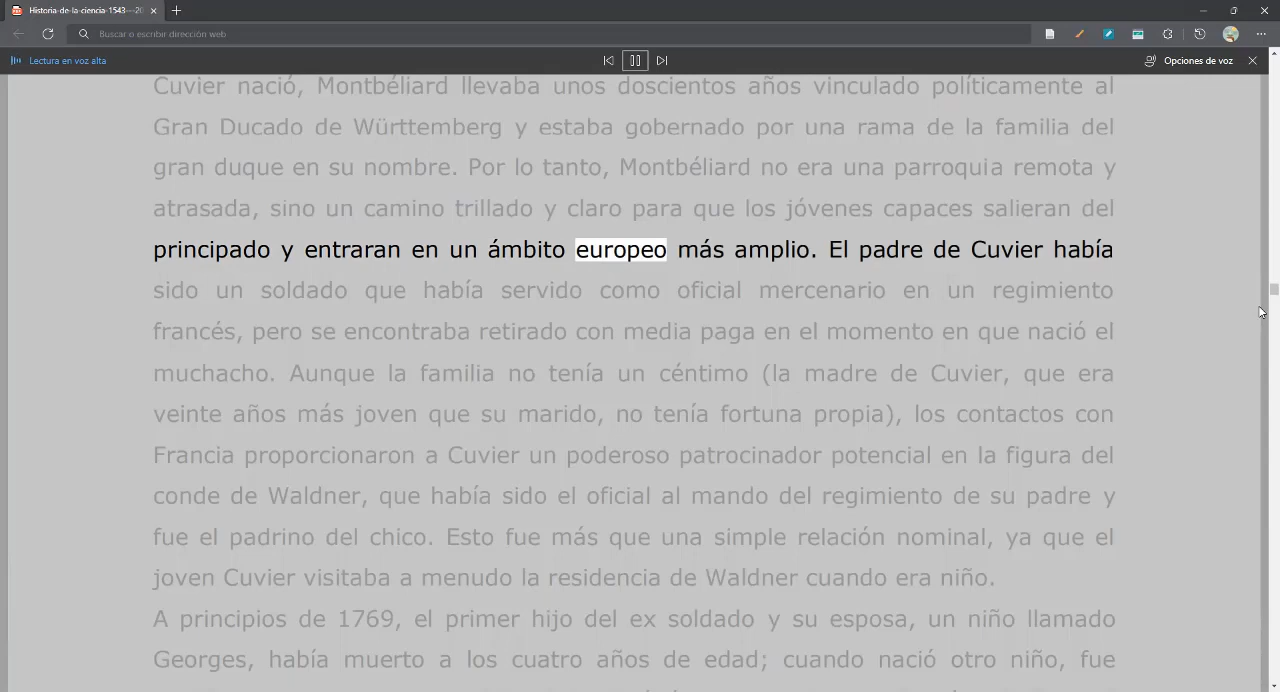 Historia-de-la-ciencia-1543---20
Buscar o escribir dirección web
Lectura en voz alta
Opciones de voz
Cuvier nació, Montbéliard llevaba unos doscientos años vinculado políticamente al
Gran Ducado de Württemberg y estaba gobernado por una rama de la familia del
gran duque en su nombre. Por lo tanto, Montbéliard no era una parroquia remota y
atrasada, sino un camino trillado y claro para que los jóvenes capaces salieran del
principado y entraran en un ámbito europeo más amplio. El padre de Cuvier había
sido un soldado que había servido como oficial mercenario en un regimiento
francés, pero se encontraba retirado con media paga en el momento en que nació el
muchacho. Aunque la familia no tenía un céntimo (la madre de Cuvier, que era
veinte años más joven que su marido, no tenía fortuna propia), los contactos con
Francia proporcionaron a Cuvier un poderoso patrocinador potencial en la figura del
conde de Waldner, que había sido el oficial al mando del regimiento de su padre y
fue el padrino del chico. Esto fue más que una simple relación nominal, ya que el
joven Cuvier visitaba a menudo la residencia de Waldner cuando era niño.
A principios de 1769, el primer hijo del ex soldado y su esposa, un niño llamado
Georges, había muerto a los cuatro años de edad; cuando nació otro niño, fue